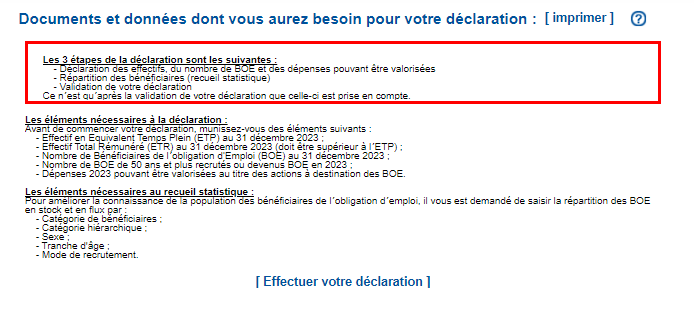 Documents et données dont vous aurez besoin pour votre déclaration : [ imprimer ] ?
Les 3 étapes de la déclaration sont les suivantes :
- Déclaration des effectifs, du nombre de BOE et des dépenses pouvant être valorisées
- Répartition des bénéficiaires (recueil statistique)
- Validation de votre déclaration
Ce n´est qu´après la validation de votre déclaration que celle-ci est prise en compte.
Les éléments nécessaires à la déclaration :
Avant de commencer votre déclaration, munissez-vous des éléments suivants :
- Effectif en Equivalent Temps Plein (ETP) au 31 décembre 2023 ;
- Effectif Total Rémunéré (ETR) au 31 décembre 2023 (doit être supérieur à l´ETP) ;
- Nombre de Bénéficiaires de l´obligation d'Emploi (BOE) au 31 décembre 2023 ;
- Nombre de BOE de 50 ans et plus recrutés ou devenus BOE en 2023 ;
- Dépenses 2023 pouvant être valorisées au titre des actions à destination des BOE.
Les éléments nécessaires au recueil statistique :
Pour améliorer la connaissance de la population des bénéficiaires de l´obligation d´emploi, il vous est demandé de saisir la répartition des BOE
en stock et en flux par :
- Catégorie de bénéficiaires ;
- Catégorie hiérarchique ;
- Sexe ;
- Tranche d'âge ;
- Mode de recrutement.
[ Effectuer votre déclaration ]